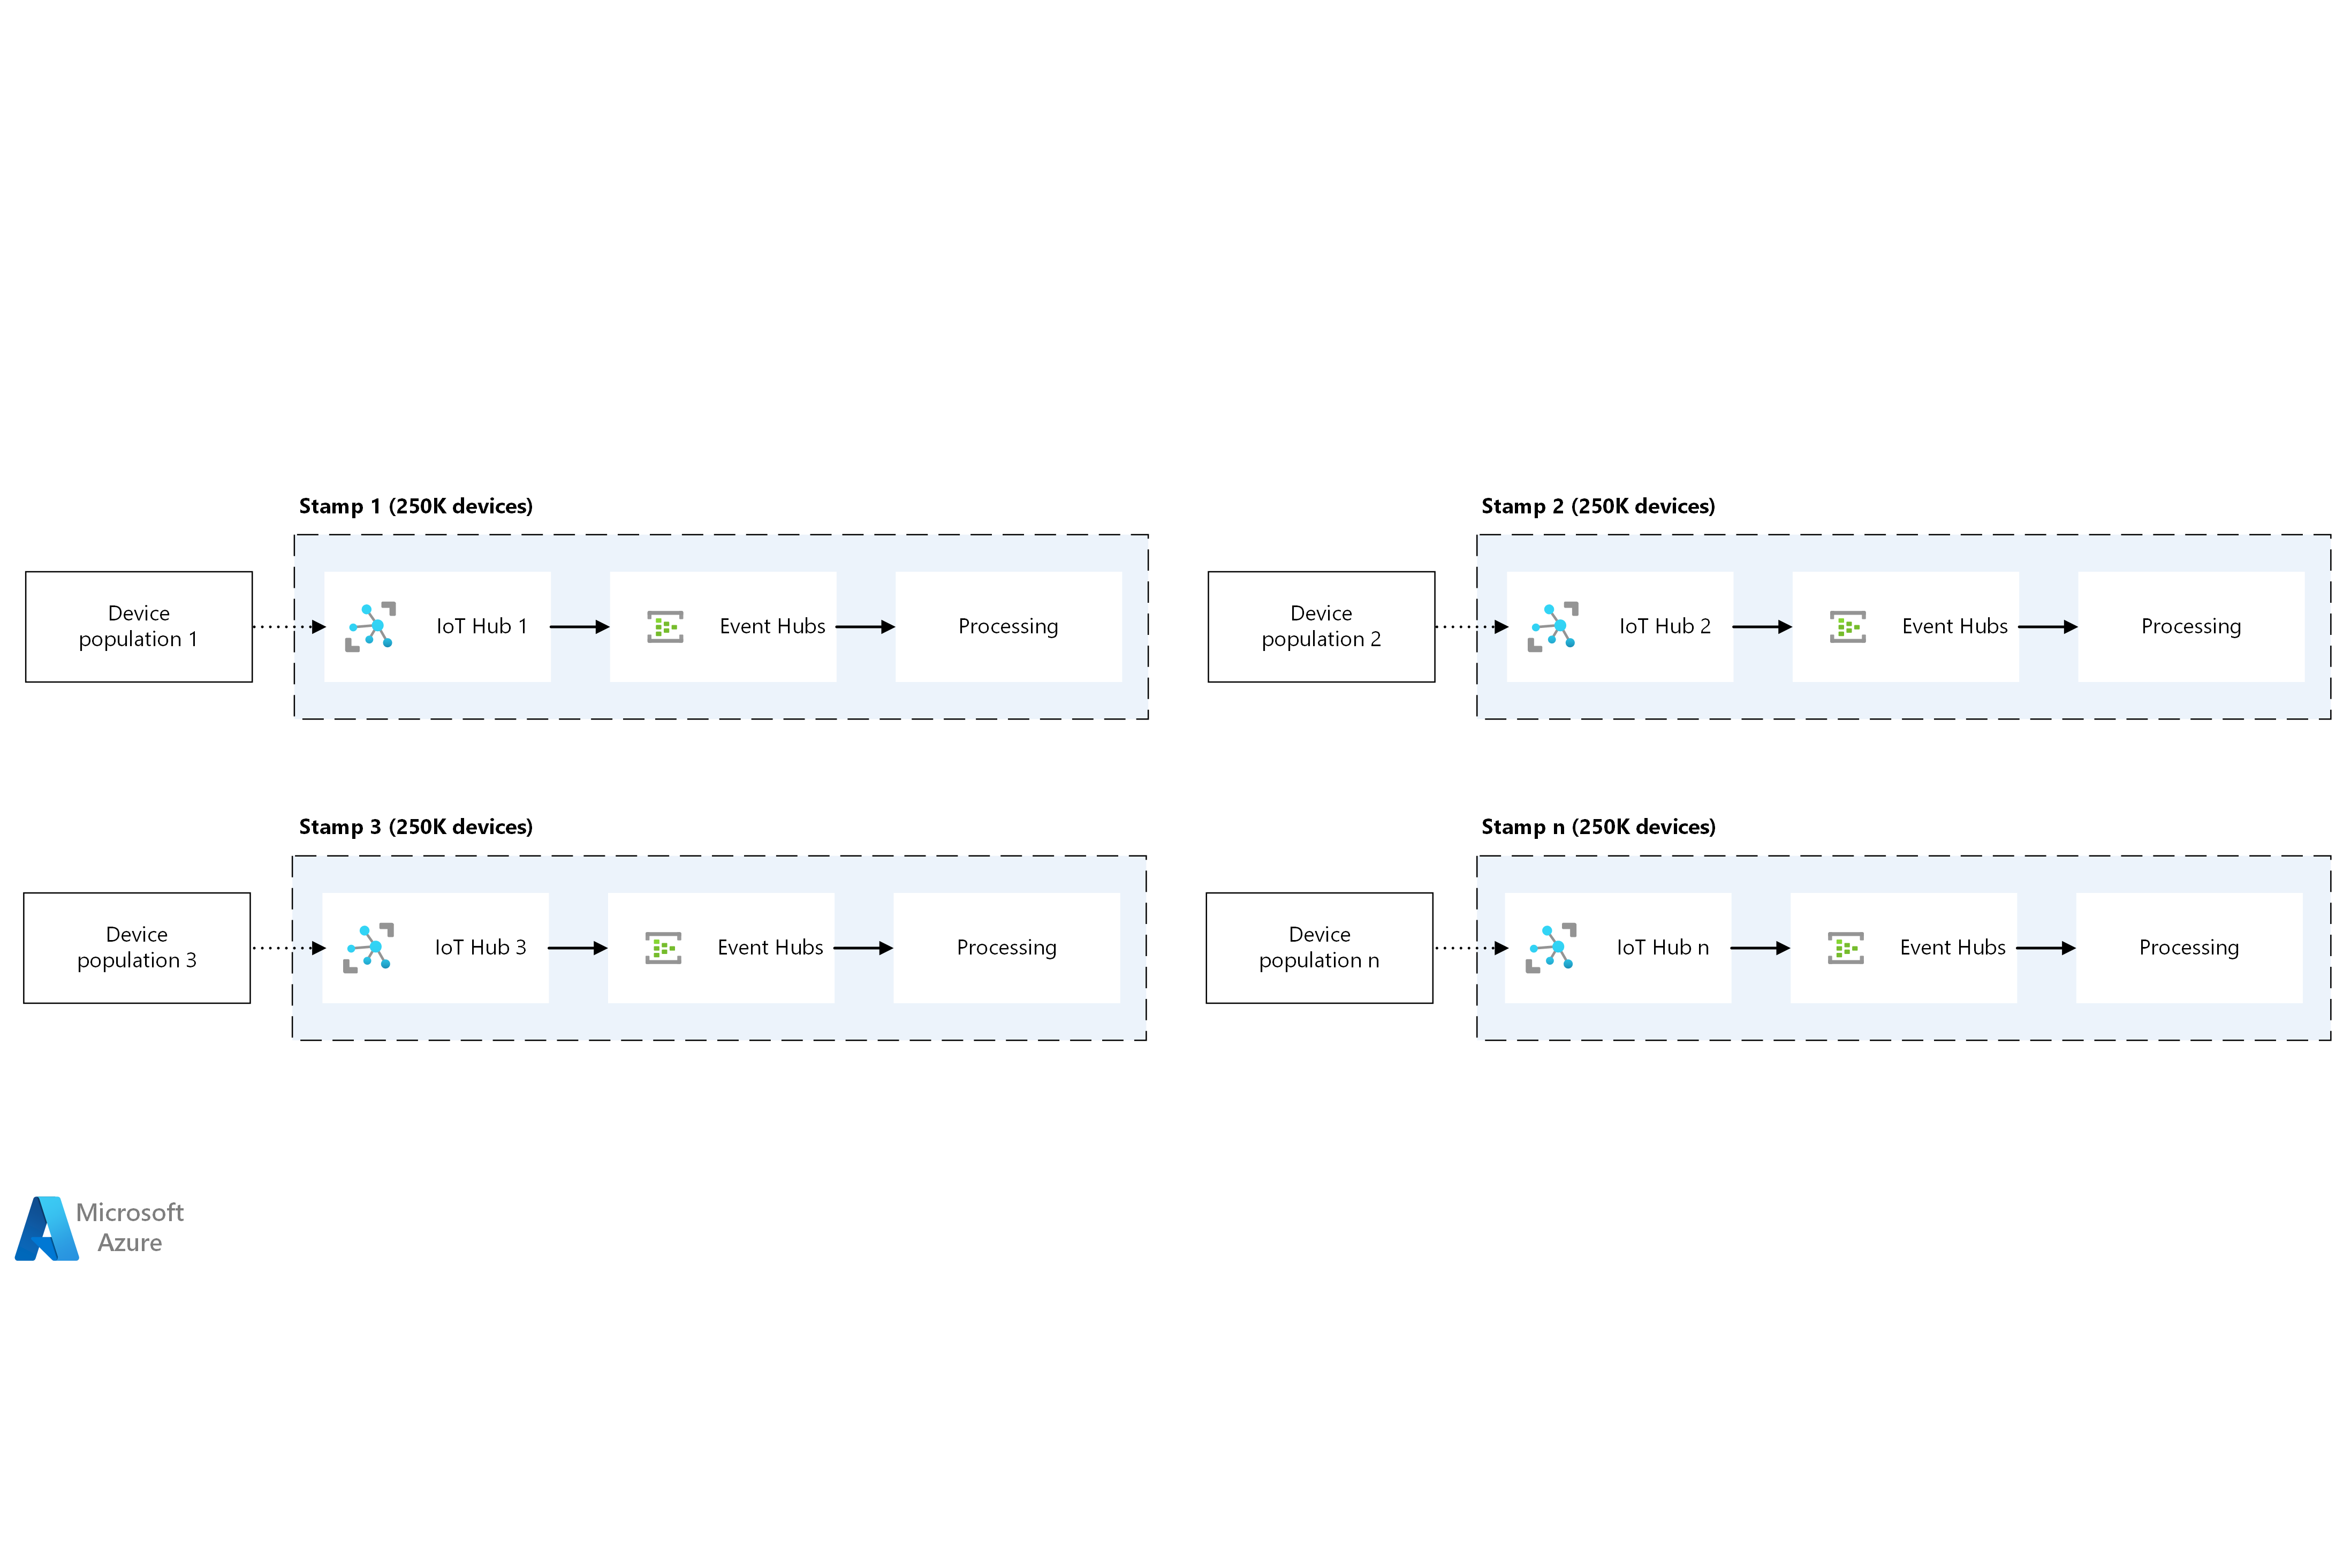 Stamp 1 (250K devices)
Device
population 1
IoT Hub 1
Event Hubs
Processing
Stamp 2 (250K devices)
Device
population 2
IoT Hub 2
Event Hubs
Processing
Stamp 3 (250K devices)
Device
population 3
IoT Hub 3
Event Hubs
Processing
Stamp n (250K devices)
Device
population n
IoT Hub n
Event Hubs
Processing
Microsoft
Azure